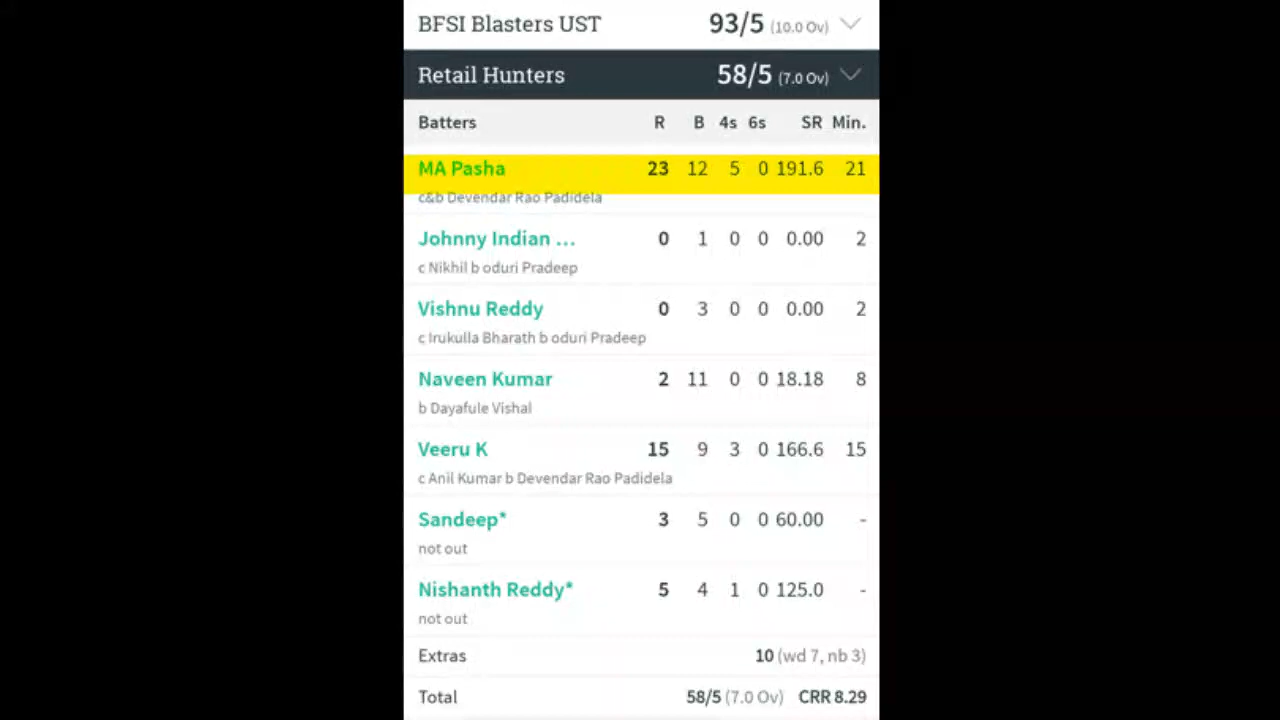 BFSI Blasters UST 93/5 (10.0 Ov)
Retail Hunters 58/5 (7.0 Ov)
Batters R B 4s 6s SR Min.
MA Pasha 23 12 5 0 191.6 21
c&b Devendar Rao Padidela
Johnny Indian ... 0 1 0 0 0.00 2
c Nikhil b oduri Pradeep
Vishnu Reddy 0 3 0 0 0.00 2
c Irukulla Bharath b oduri Pradeep
Naveen Kumar 2 11 0 0 18.18 8
b Dayafule Vishal
Veeru K 15 9 3 0 166.6 15
c Anil Kumar b Devendar Rao Padidela
Sandeep* 3 5 0 0 60.00 -
not out
Nishanth Reddy* 5 4 1 0 125.0 -
not out
Extras 10 (wd 7, nb 3)
Total 58/5 (7.0 Ov) CRR 8.29